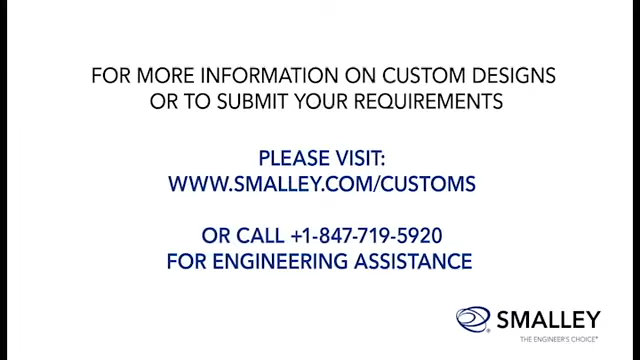 FOR MORE INFORMATION ON CUSTOM DESIGNS
OR TO SUBMIT YOUR REQUIREMENTS
PLEASE VISIT:
WWW.SMALLEY.COM/CUSTOMS
OR CALL +1-847-719-5920
FOR ENGINEERING ASSISTANCE
® SMALLEY
THE ENGINEER'S CHOICE®